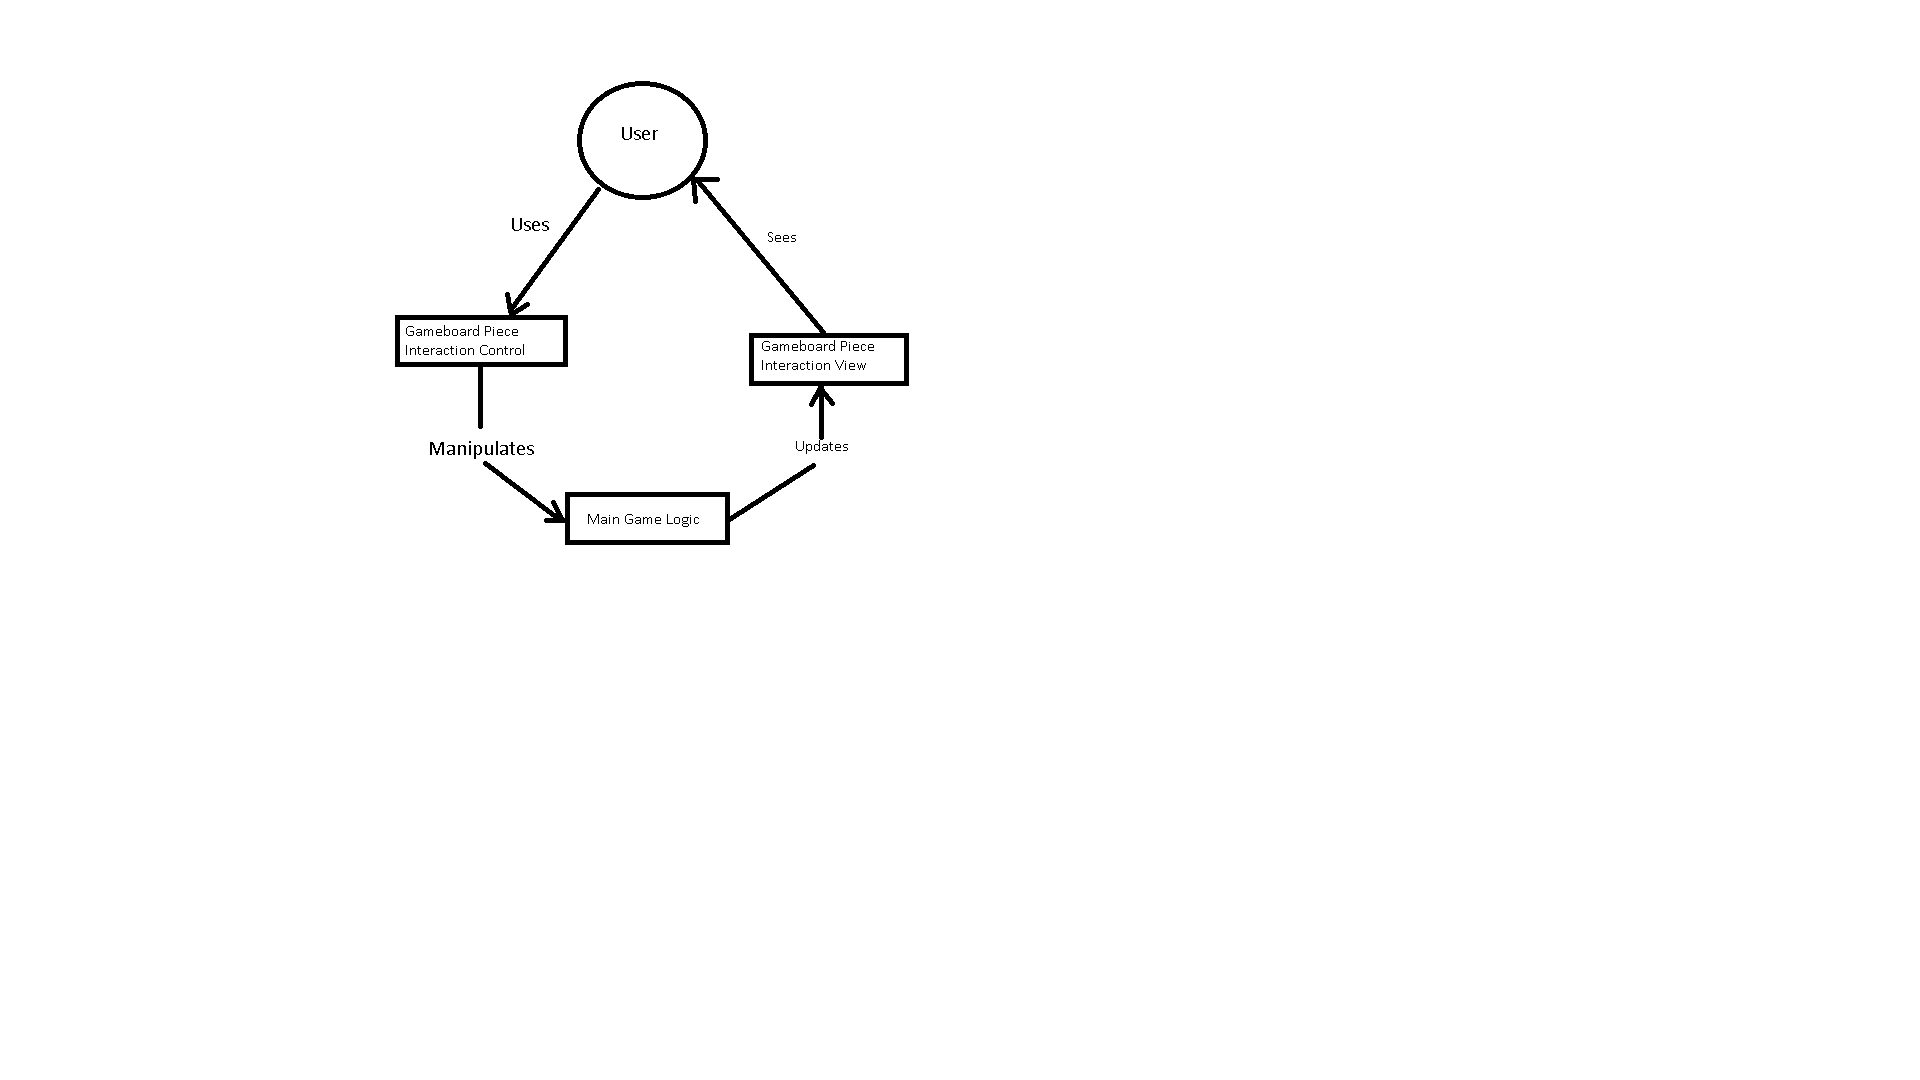 User
Uses
Sees
Gameboard Piece
Interaction Control
Gameboard Piece
Interaction View
Manipulates
Updates
Main Game Logic